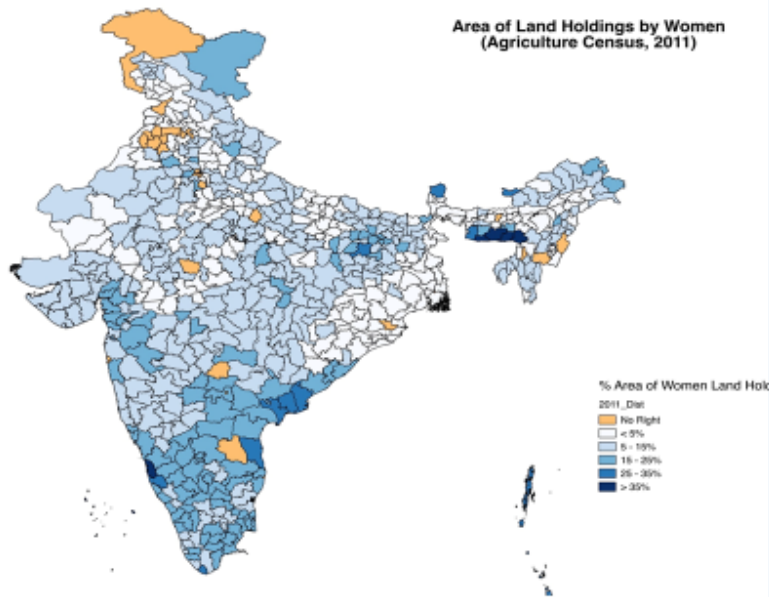 Area of Land Holdings by Women
(Agriculture Census, 2011)
% Area of Women Land Hold
2011_Dist
No Right
< 5%
5 - 15%
15 - 25%
25 - 35%
> 35%